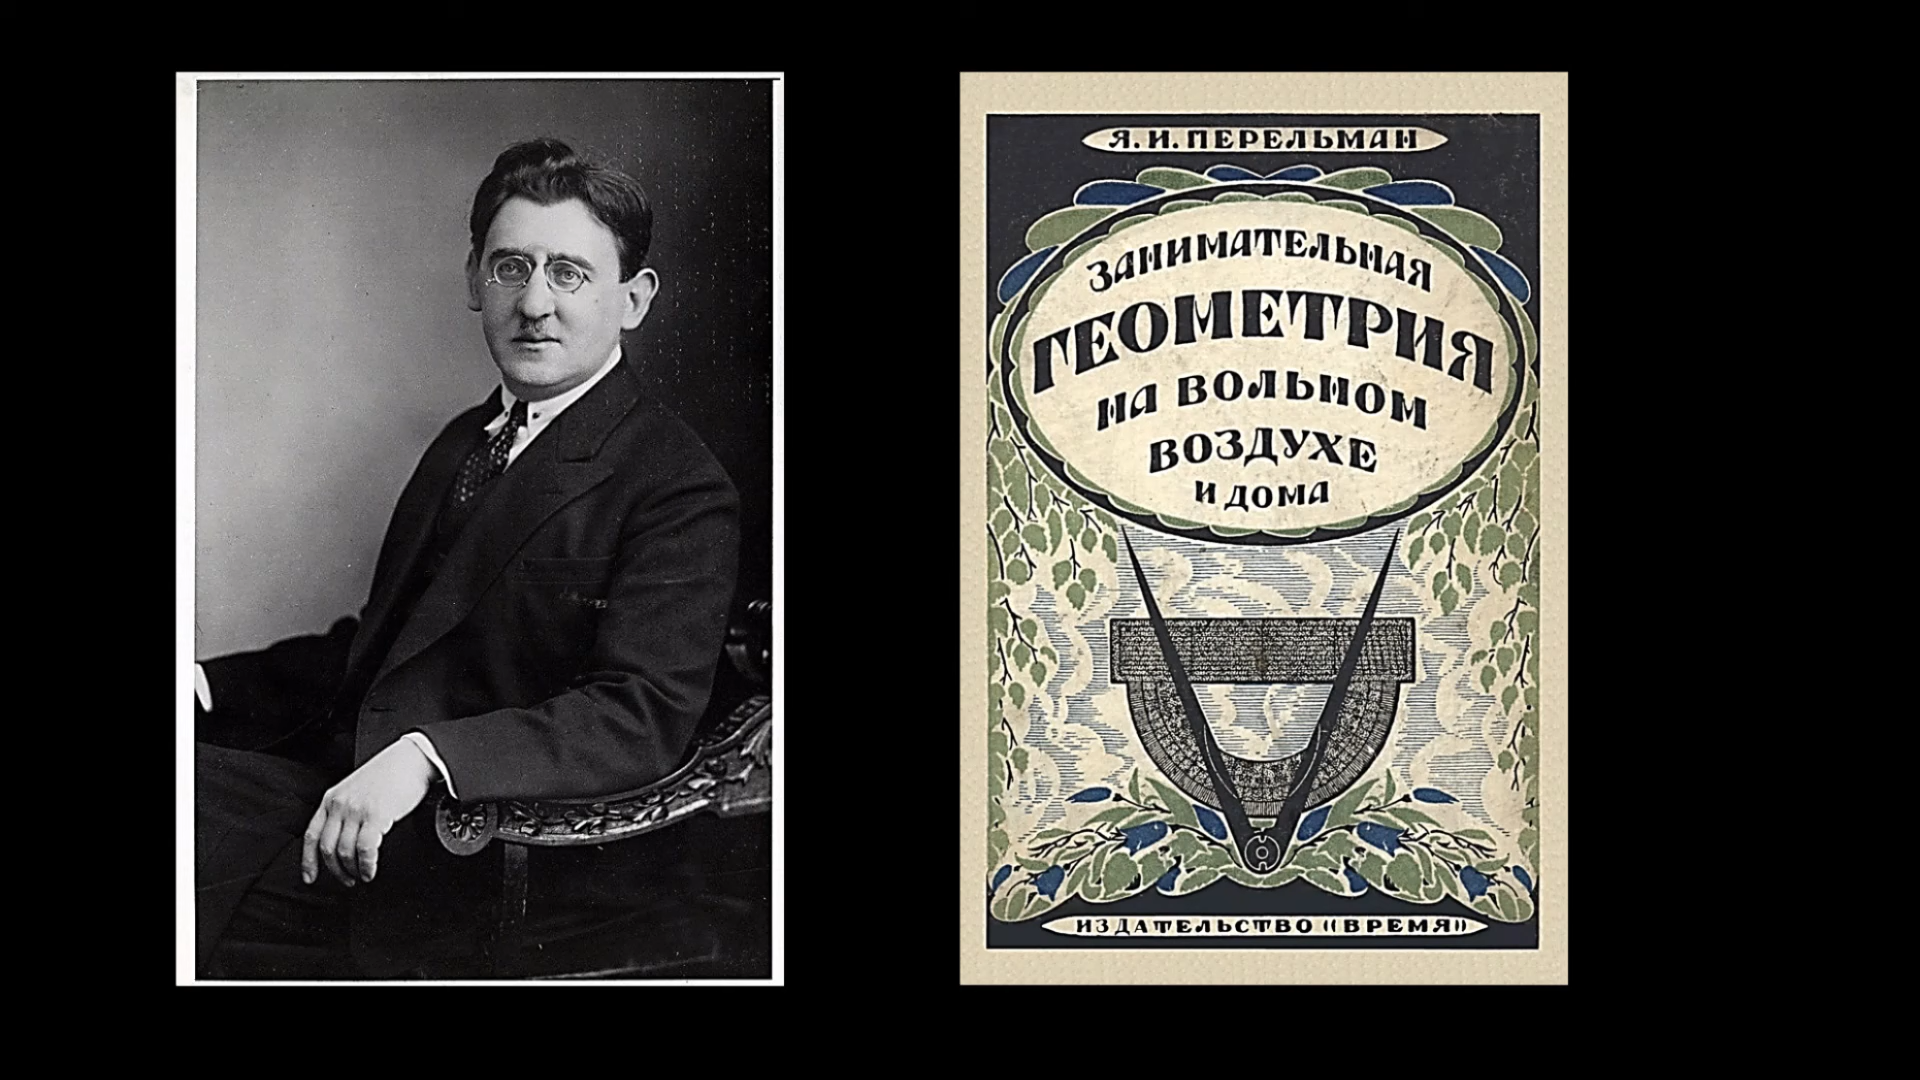 Я. И. ПЕРЕЛЬМАН
ЗАНИМАТЕЛЬНАЯ
ГЕОМЕТРИЯ
НА ВОЛЬНОМ
ВОЗДУХЕ
И ДОМА
ИЗДАТЕЛЬСТВО «ВРЕМЯ»